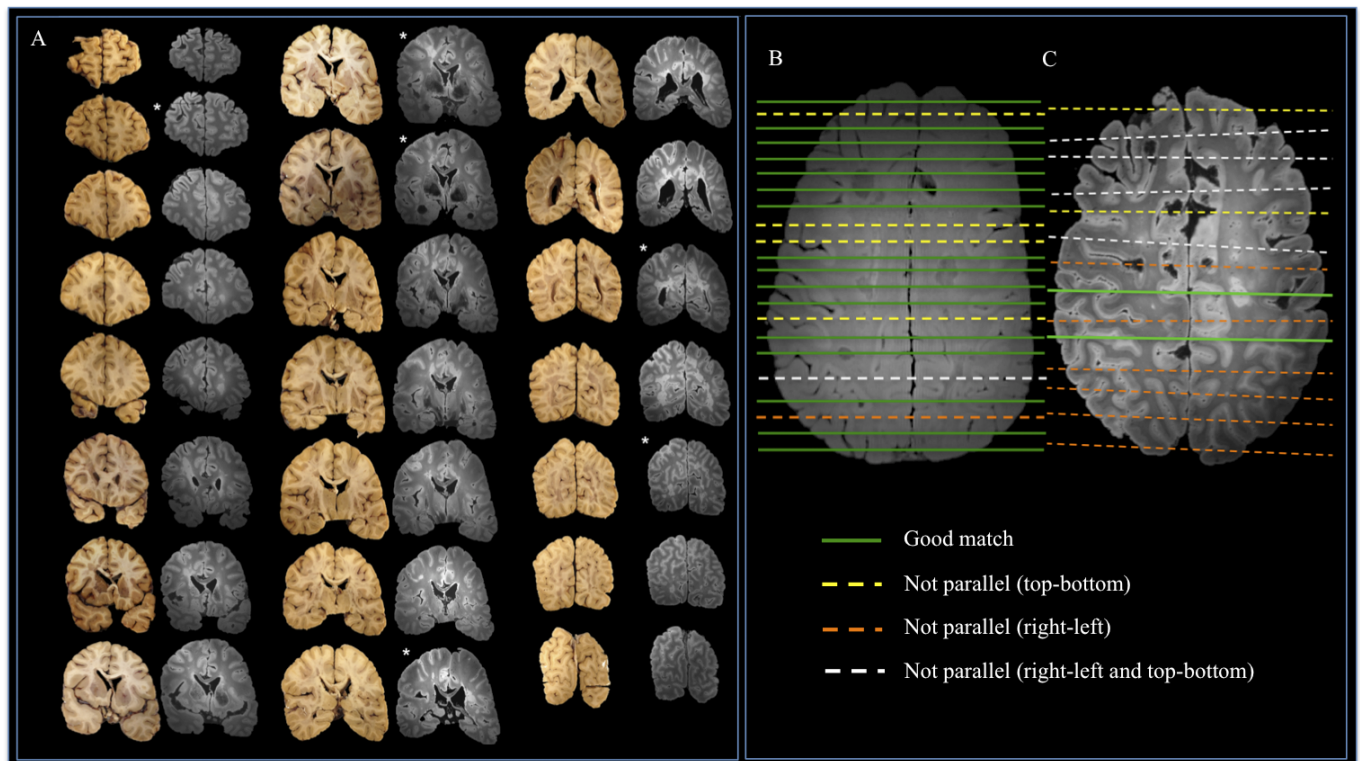 A
*
*
*
*
*
*
B
C
Good match
Not parallel (top-bottom)
Not parallel (right-left)
Not parallel (right-left and top-bottom)